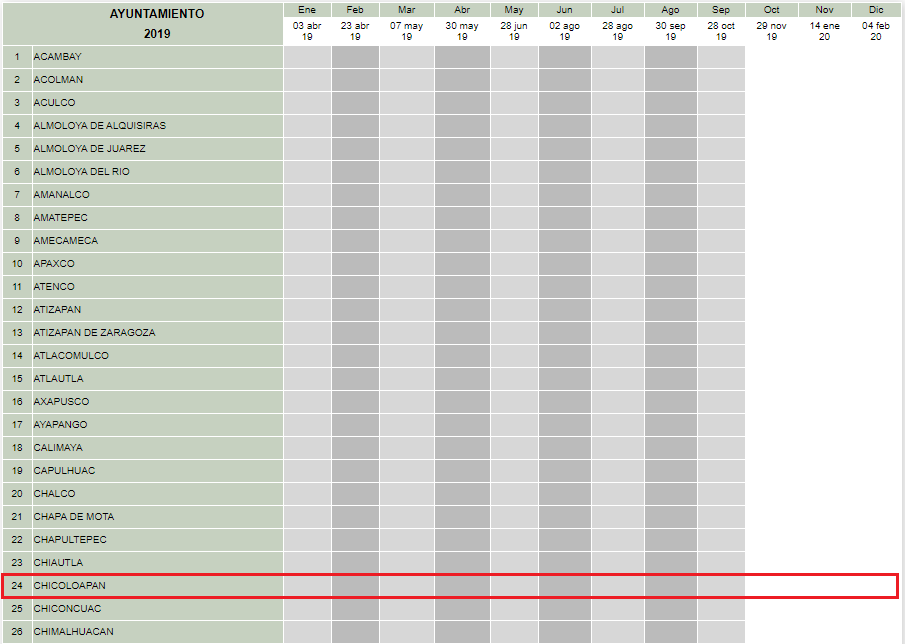 AYUNTAMIENTO
2019
Ene Feb Mar Abr May Jun Jul Ago Sep Oct Nov Dic
03 abr 19 23 abr 19 07 may 19 30 may 19 28 jun 19 02 ago 19 28 ago 19 30 sep 19 28 oct 19 29 nov 19 14 ene 20 04 feb 20
1 ACAMBAY
2 ACOLMAN
3 ACULCO
4 ALMOLOYA DE ALQUISIRAS
5 ALMOLOYA DE JUAREZ
6 ALMOLOYA DEL RIO
7 AMANALCO
8 AMATEPEC
9 AMECAMECA
10 APAXCO
11 ATENCO
12 ATIZAPAN
13 ATIZAPAN DE ZARAGOZA
14 ATLACOMULCO
15 ATLAUTLA
16 AXAPUSCO
17 AYAPANGO
18 CALIMAYA
19 CAPULHUAC
20 CHALCO
21 CHAPA DE MOTA
22 CHAPULTEPEC
23 CHIAUTLA
24 CHICOLOAPAN
25 CHICONCUAC
26 CHIMALHUACAN